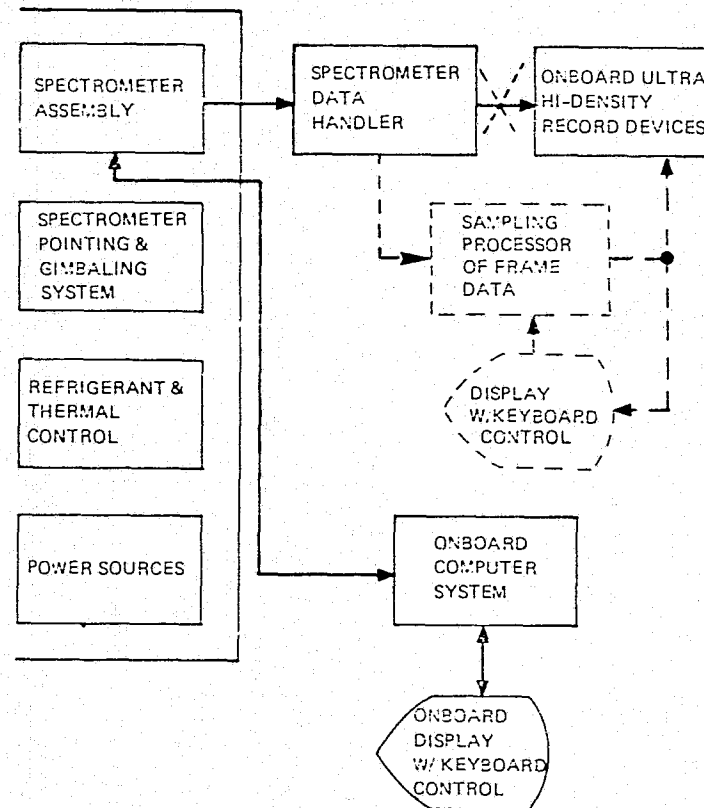 SPECTROMETER
ASSEMBLY
SPECTROMETER
DATA
HANDLER
ONBOARD ULTRA
HI-DENSITY
RECORD DEVICES
SPECTROMETER
POINTING &
GIMBALING
SYSTEM
SAMPLING
PROCESSOR
OF FRAME
DATA
REFRIGERANT &
THERMAL
CONTROL
DISPLAY
W/KEYBOARD
CONTROL
POWER SOURCES
ONBOARD
COMPUTER
SYSTEM
ONBOARD
DISPLAY
W/ KEYBOARD
CONTROL